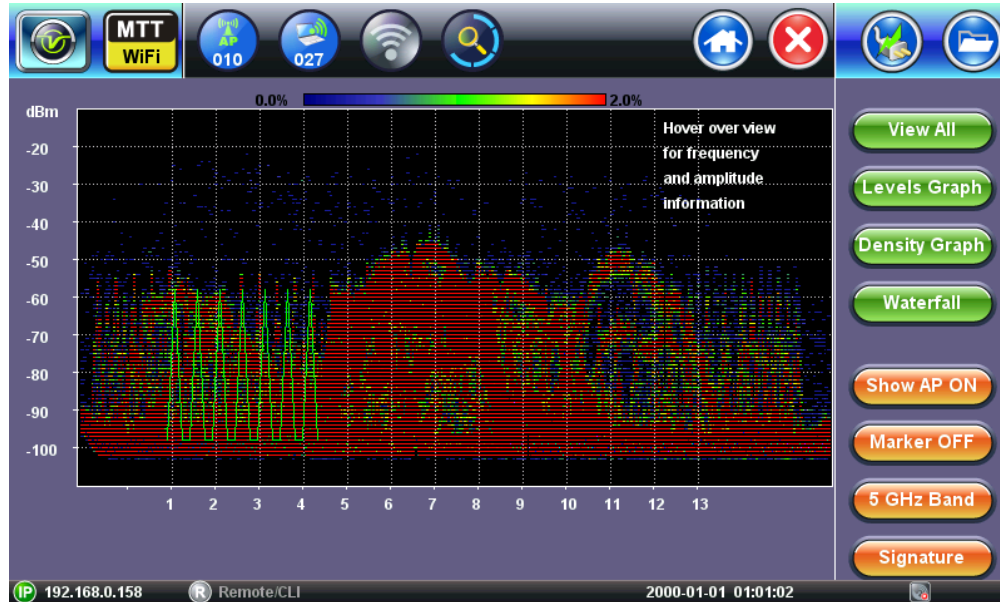 MTT
WiFi
AP
010
027
0.0%
2.0%
dBm
Hover over view
for frequency
and amplitude
information
-20
-30
-40
-50
-60
-70
-80
-90
-100
1 2 3 4 5 6 7 8 9 10 11 12 13
View All
Levels Graph
Density Graph
Waterfall
Show AP ON
Marker OFF
5 GHz Band
Signature
IP 192.168.0.158
R Remote/CLI
2000-01-01 01:01:02